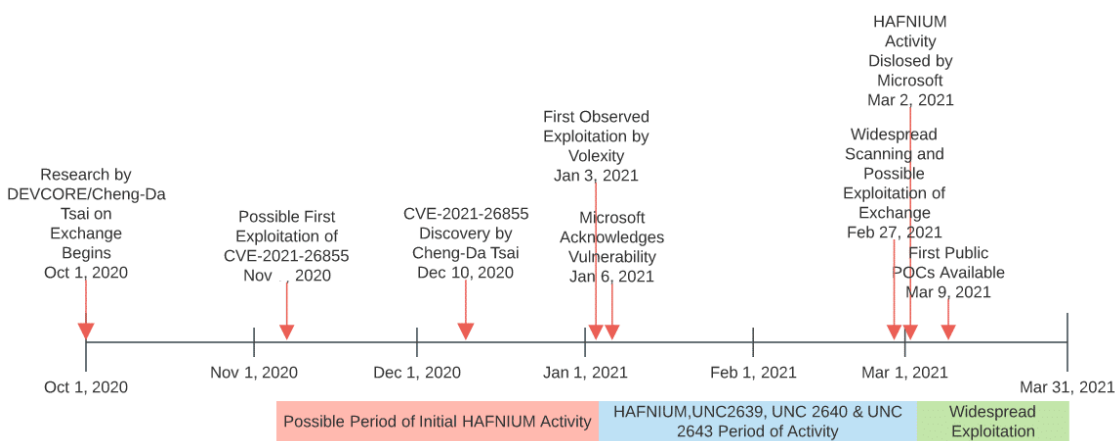 HAFNIUM
Activity
Dislosed by
Microsoft
Mar 2, 2021
First Observed
Exploitation by
Volexity
Jan 3, 2021
Widespread
Scanning and
Possible
Exploitation of
Exchange
Feb 27, 2021
Research by
DEVCORE/Cheng-Da
Tsai on
Exchange
Begins
Oct 1, 2020
Possible First
Exploitation of
CVE-2021-26855
Nov , 2020
CVE-2021-26855
Discovery by
Cheng-Da Tsai
Dec 10, 2020
Microsoft
Acknowledges
Vulnerability
Jan 6, 2021
First Public
POCs Available
Mar 9, 2021
Oct 1, 2020
Nov 1, 2020
Dec 1, 2020
Jan 1, 2021
Feb 1, 2021
Mar 1, 2021
Mar 31, 2021
Possible Period of Initial HAFNIUM Activity
HAFNIUM,UNC2639, UNC 2640 & UNC
2643 Period of Activity
Widespread
Exploitation